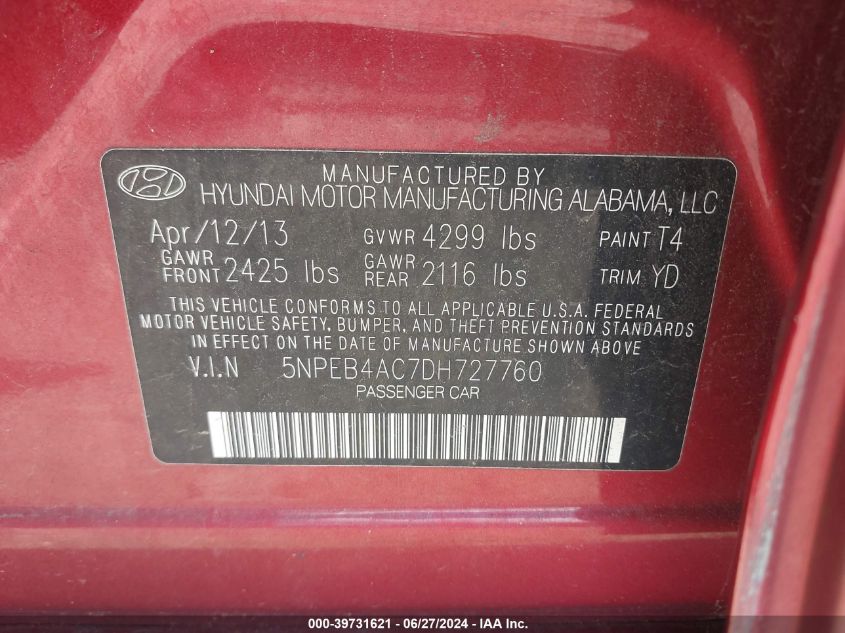 MANUFACTURED BY
HYUNDAI MOTOR MANUFACTURING ALABAMA, LLC
Apr/12/13 GVWR 4299 lbs PAINT T4
GAWR FRONT 2425 lbs GAWR REAR 2116 lbs TRIM YD
THIS VEHICLE CONFORMS TO ALL APPLICABLE U.S.A. FEDERAL
MOTOR VEHICLE SAFETY, BUMPER, AND THEFT PREVENTION STANDARDS
IN EFFECT ON THE DATE OF MANUFACTURE SHOWN ABOVE
V.I.N 5NPEB4AC7DH727760
PASSENGER CAR
000-39731621 - 06/27/2024 - IAA Inc.